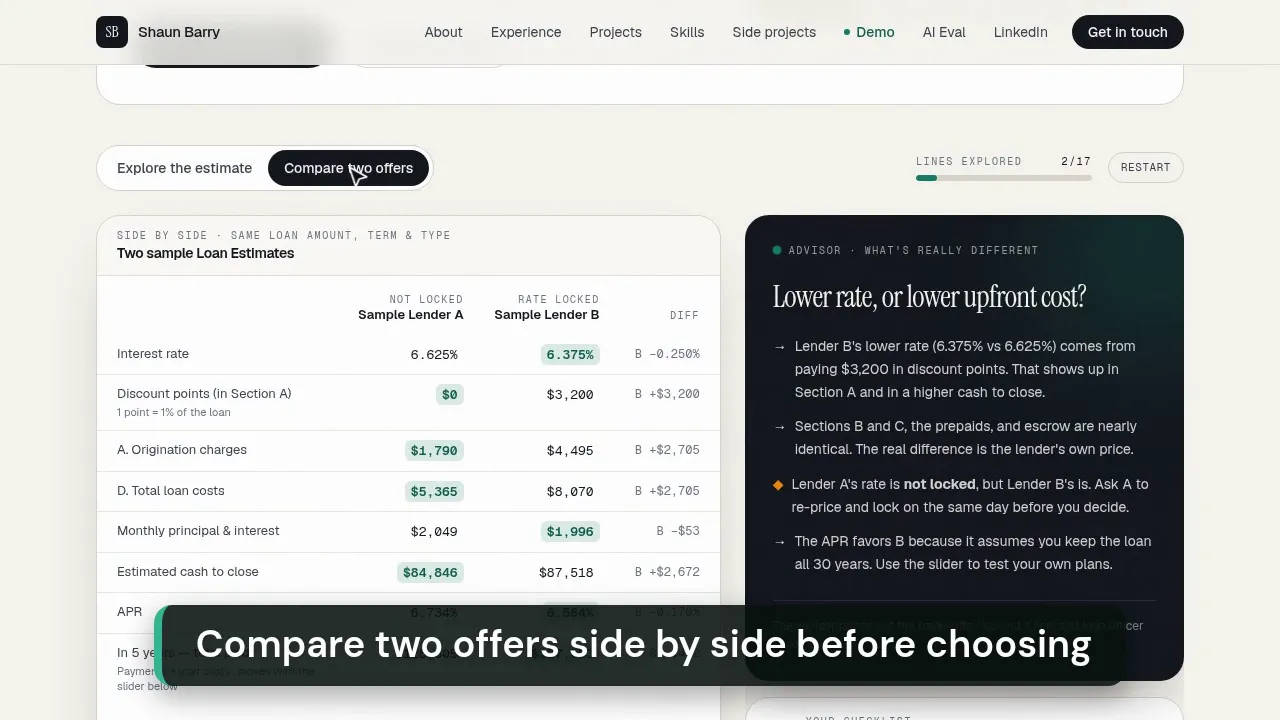 SB Shaun Barry About Experience Projects Skills Side projects Demo AI Eval LinkedIn Get in touch
Explore the estimate Compare two offers LINES EXPLORED 2/17 RESTART
SIDE BY SIDE · SAME LOAN AMOUNT, TERM & TYPE
Two sample Loan Estimates
NOT LOCKED RATE LOCKED
Sample Lender A Sample Lender B DIFF
Interest rate 6.625% 6.375% B −0.250%
Discount points (in Section A) $0 $3,200 B +$3,200
1 point = 1% of the loan
A. Origination charges $1,790 $4,495 B +$2,705
D. Total loan costs $5,365 $8,070 B +$2,705
Monthly principal & interest $2,049 $1,996 B −$53
Estimated cash to close $84,846 $87,518 B +$2,672
APR 6.734%
In 5
slider below
ADVISOR · WHAT'S REALLY DIFFERENT
Lower rate, or lower upfront cost?
→ Lender B's lower rate (6.375% vs 6.625%) comes from
paying $3,200 in discount points. That shows up in
Section A and in a higher cash to close.
→ Sections B and C, the prepaids, and escrow are nearly
identical. The real difference is the lender's own price.
◆ Lender A's rate is not locked, but Lender B's is. Ask A to
re-price and lock on the same day before you decide.
→ The APR favors B because it assumes you keep the loan
all 30 years. Use the slider to test your own plans.
Compare two offers side by side before choosing
YOUR CHECKLIST